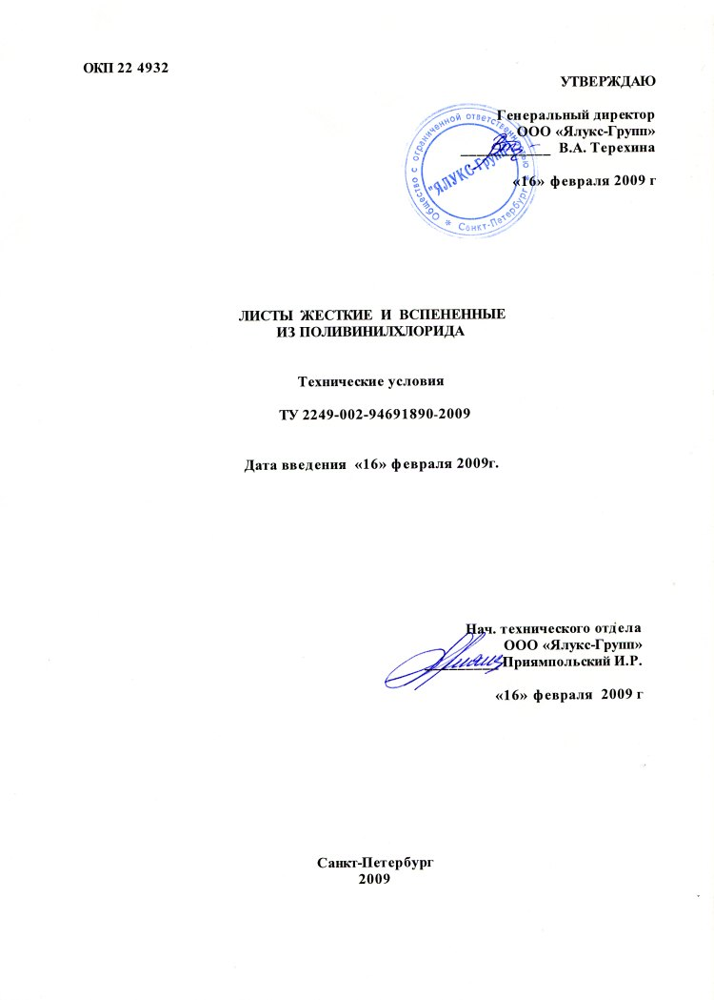 ОКП 22 4932
УТВЕРЖДАЮ
Генеральный директор
ООО «Ялукс-Групп»
В.А. Терехина
«16» февраля 2009 г
Общество с ограниченной ответственностью * Санкт-Петербург *
"ЯЛУКС-Групп"
ЛИСТЫ ЖЕСТКИЕ И ВСПЕНЕННЫЕ
ИЗ ПОЛИВИНИЛХЛОРИДА
Технические условия
ТУ 2249-002-94691890-2009
Дата введения «16» февраля 2009г.
Нач. технического отдела
ООО «Ялукс-Групп»
Приямпольский И.Р.
«16» февраля 2009 г
Санкт-Петербург
2009